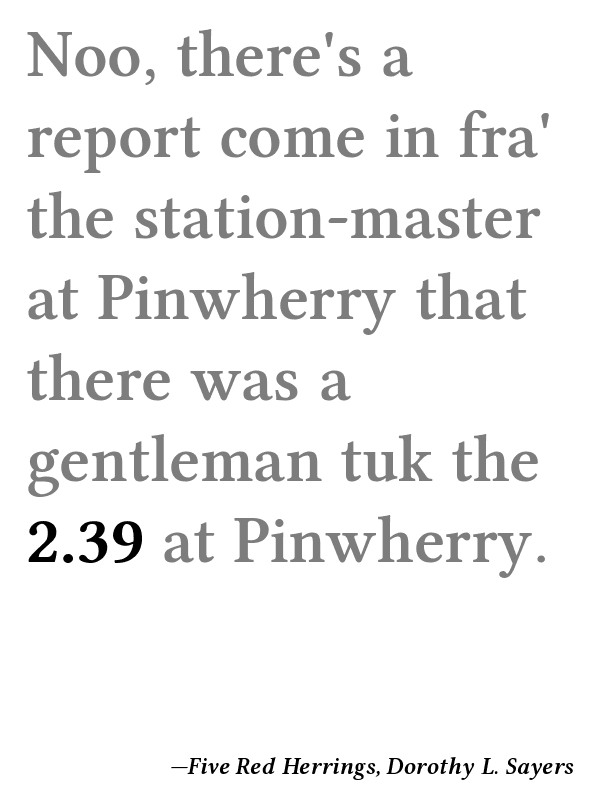 Noo, there's a
report come in fra'
the station-master
at Pinwherry that
there was a
gentleman tuk the
2.39 at Pinwherry.
—Five Red Herrings, Dorothy L. Sayers